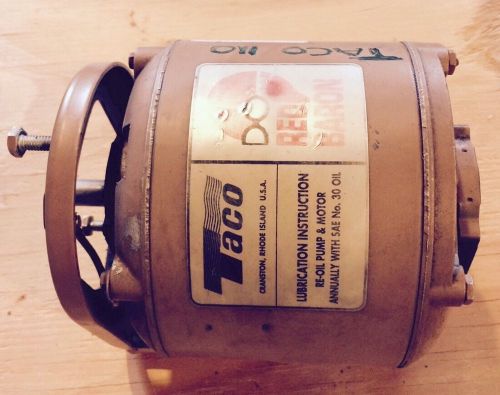 TACO 110
DO
RED
BARON
Taco
CRANSTON, RHODE ISLAND U.S.A.
LUBRICATION INSTRUCTION
RE-OIL PUMP & MOTOR
ANNUALLY WITH SAE No. 30 OIL